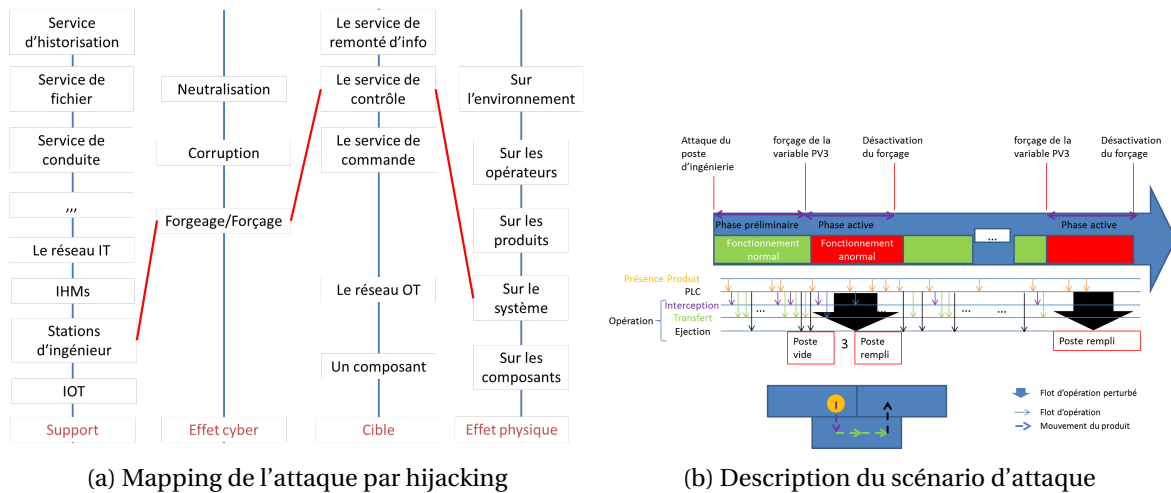 Service
d'historisation
Service de
fichier
Service de
conduite
,,,
Le réseau IT
IHMs
Stations
d'ingénieur
IOT
Support
Neutralisation
Corruption
Forgeage/Forçage
Effet cyber
Le service de
remonté d'info
Le service de
contrôle
Le service de
commande
Le réseau OT
Un composant
Cible
Sur
l'environnement
Sur les
opérateurs
Sur les
produits
Sur le
système
Sur les
composants
Effet physique
(a) Mapping de l'attaque par hijacking
Attaque du
poste
d'ingénierie
forçage de la
variable PV3
Désactivation
du forçage
forçage de
la variable PV3
Désactivation
du forçage
Phase préliminaire
Phase active
Phase active
Fonctionnement
normal
Fonctionnement
anormal
...
Présence Produit
PLC
Interception
Opération
Transfert
Ejection
...
...
...
...
Poste
vide
3
Poste
rempli
Poste rempli
Flot d'opération perturbé
Flot d'opération
Mouvement du produit
(b) Description du scénario d'attaque